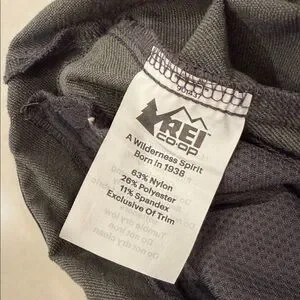 REI
CO·OP
A Wilderness Spirit
Born in 1938
63% Nylon
26% Polyester
11% Spandex
Exclusive Of Trim